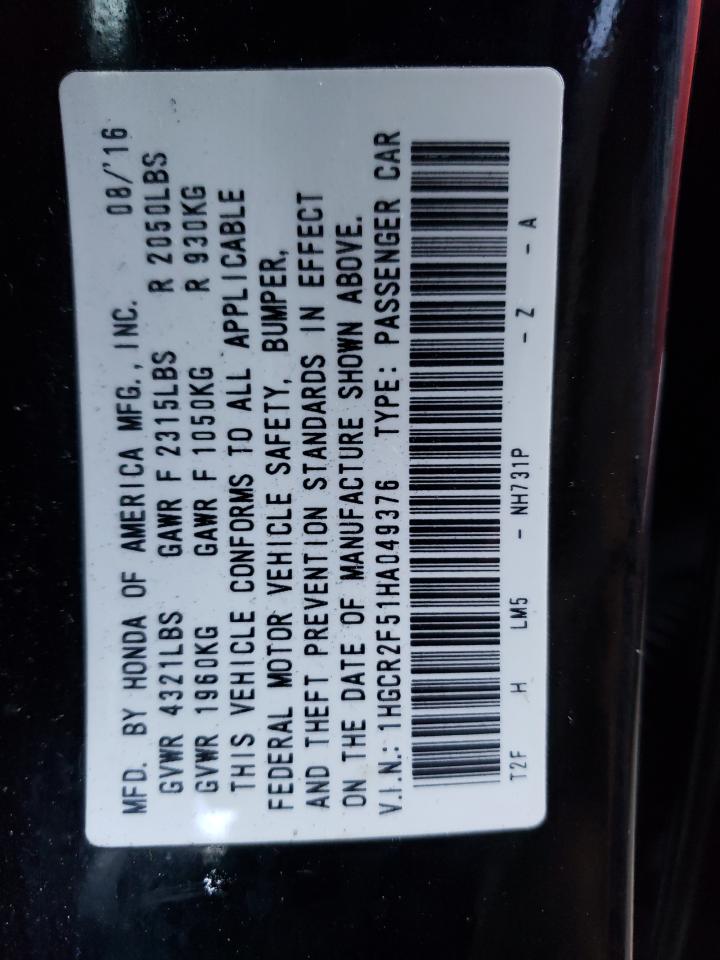 MFD. BY HONDA OF AMERICA MFG., INC. 08/'16
GVWR 4321LBS GAWR F 2315LBS R 2050LBS
GVWR 1960KG GAWR F 1050KG R 930KG
THIS VEHICLE CONFORMS TO ALL APPLICABLE
FEDERAL MOTOR VEHICLE SAFETY, BUMPER,
AND THEFT PREVENTION STANDARDS IN EFFECT
ON THE DATE OF MANUFACTURE SHOWN ABOVE.
V.I.N.: 1HGCR2F51HA049376 TYPE: PASSENGER CAR
T2F H LM5 - NH731P - Z - A